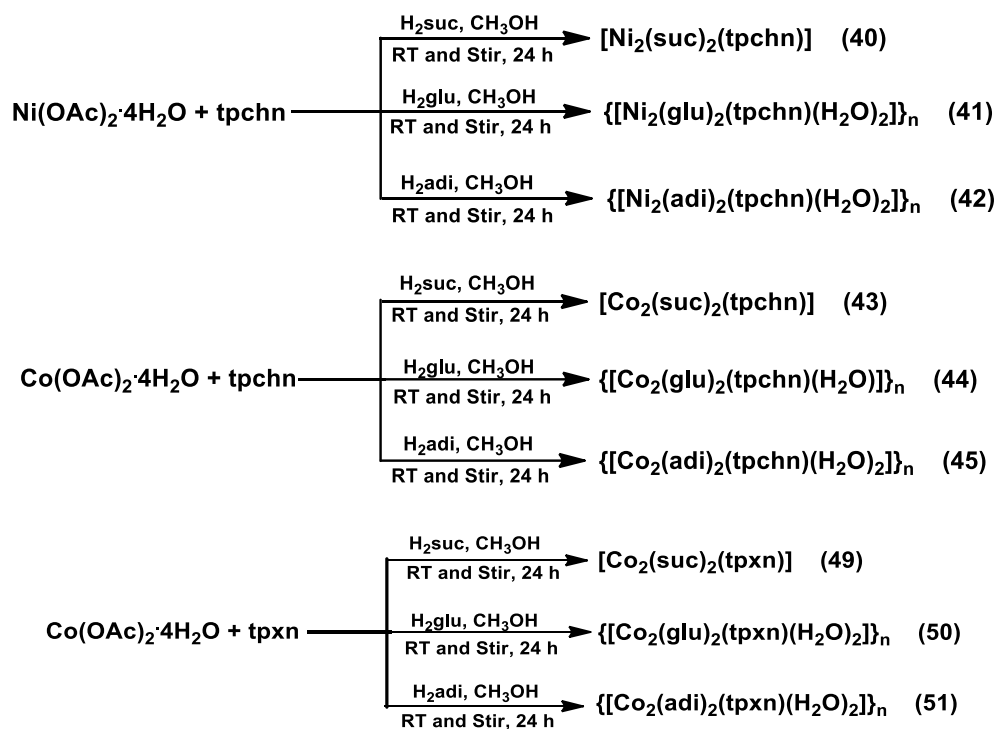 H₂suc, CH₃OH
RT and Stir, 24 h
[Ni₂(suc)₂(tpchn)] (40)
Ni(OAc)₂·4H₂O + tpchn
H₂glu, CH₃OH
RT and Stir, 24 h
{[Ni₂(glu)₂(tpchn)(H₂O)₂]}ₙ (41)
H₂adi, CH₃OH
RT and Stir, 24 h
{[Ni₂(adi)₂(tpchn)(H₂O)₂]}ₙ (42)
H₂suc, CH₃OH
RT and Stir, 24 h
[Co₂(suc)₂(tpchn)] (43)
Co(OAc)₂·4H₂O + tpchn
H₂glu, CH₃OH
RT and Stir, 24 h
{[Co₂(glu)₂(tpchn)(H₂O)]}ₙ (44)
H₂adi, CH₃OH
RT and Stir, 24 h
{[Co₂(adi)₂(tpchn)(H₂O)₂]}ₙ (45)
H₂suc, CH₃OH
RT and Stir, 24 h
[Co₂(suc)₂(tpxn)] (49)
Co(OAc)₂·4H₂O + tpxn
H₂glu, CH₃OH
RT and Stir, 24 h
{[Co₂(glu)₂(tpxn)(H₂O)₂]}ₙ (50)
H₂adi, CH₃OH
RT and Stir, 24 h
{[Co₂(adi)₂(tpxn)(H₂O)₂]}ₙ (51)